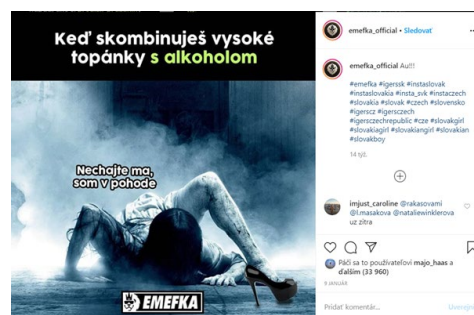 Keď skombinuješ vysoké
topánky s alkoholom
Nechajte ma,
som v pohode
EMEFKA
emefka_official • Sledovať
emefka_official Au!!!
#emefka #igerssk #instaslovak
#instaslovakia #insta_svk #instaczech
#slovakia #slovak #czech #slovensko
#igerscz #igersczech
#igersczechrepublic #cze #slovakgirl
#slovakiagirl #slovakiangirl #slovakian
#slovakboy
14 týž.
imjust_caroline @rakasovami
@l.masakova @nataliewinklerova
uz zitra
Páči sa to používateľovi majo_haas a
ďalším (33 960)
9 JANUÁR
Pridať komentár...